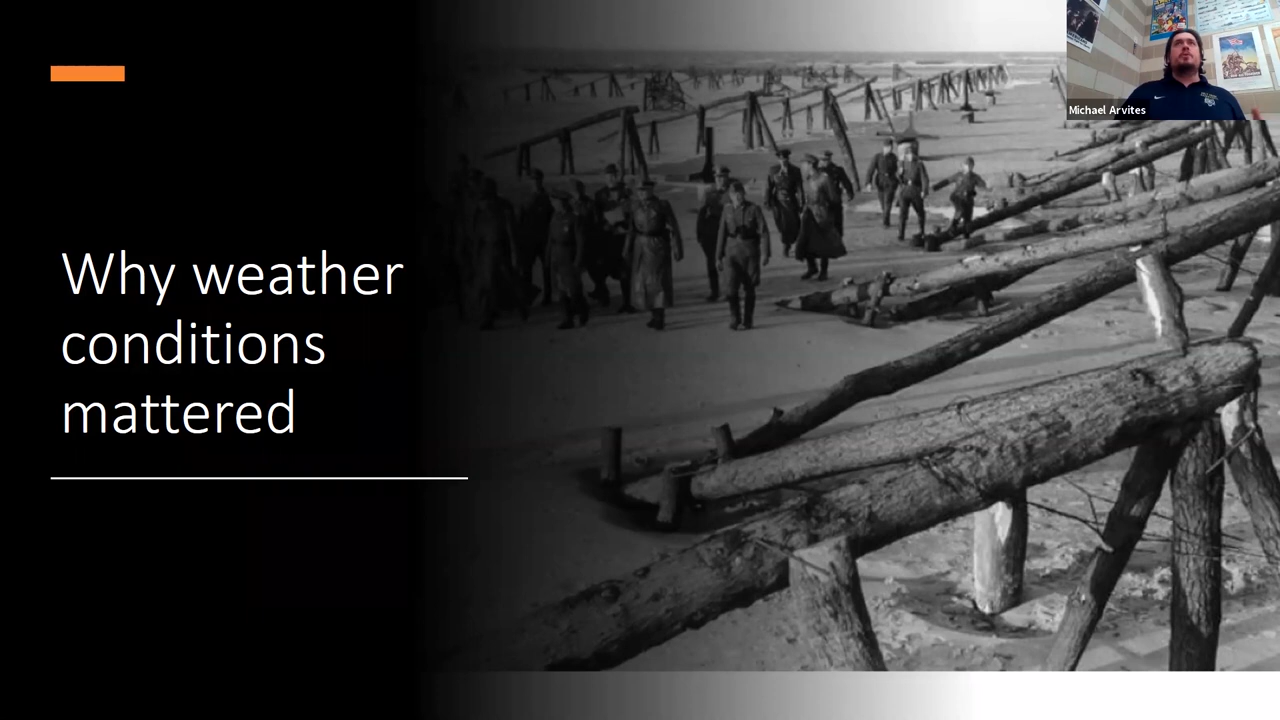 Why weather
conditions
mattered
Michael Arvites